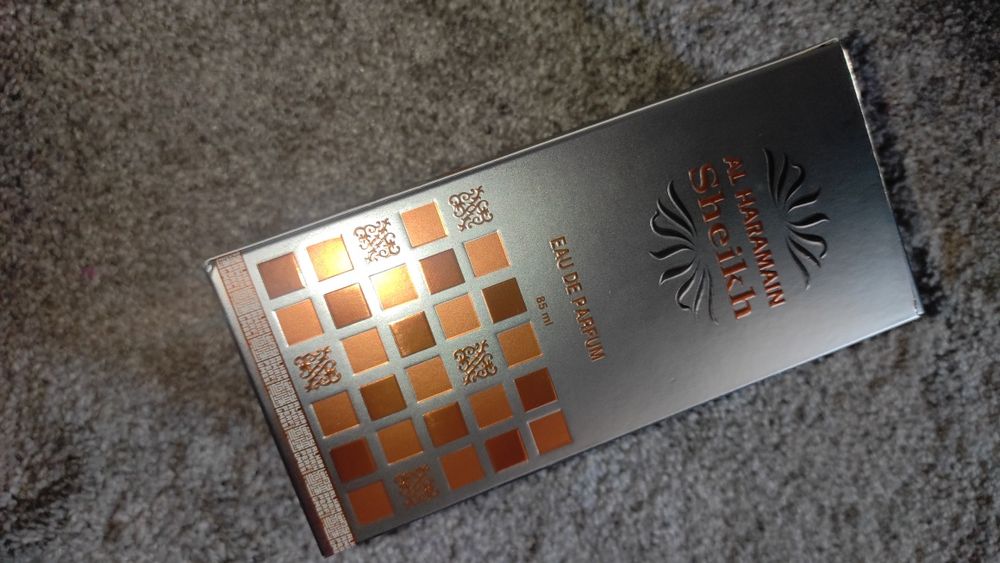 AL HARAMAIN
Sheikh
EAU DE PARFUM
85 ml